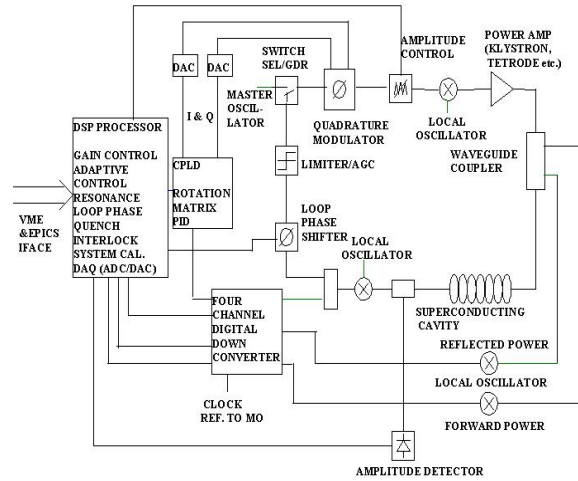 POWER AMP
(KLYSTRON,
TETRODE etc.)
AMPLITUDE
CONTROL
SWITCH
SEL/GDR
DAC
DAC
MASTER
OSCIL-
LATOR
LOCAL
OSCILLATOR
I & Q
QUADRATURE
MODULATOR
DSP PROCESSOR
GAIN CONTROL
ADAPTIVE
CONTROL
RESONANCE
LOOP PHASE
QUENCH
INTERLOCK
SYSTEM CAL.
DAQ (ADC/DAC)
WAVEGUIDE
COUPLER
CPLD
ROTATION
MATRIX
PID
LIMITER/AGC
VME
&EPICS
IFACE
LOOP
PHASE
SHIFTER
LOCAL
OSCILLATOR
FOUR
CHANNEL
DIGITAL
DOWN
CONVERTER
SUPERCONDUCTING
CAVITY
REFLECTED POWER
LOCAL OSCILLATOR
CLOCK
REF. TO MO
FORWARD POWER
AMPLITUDE DETECTOR